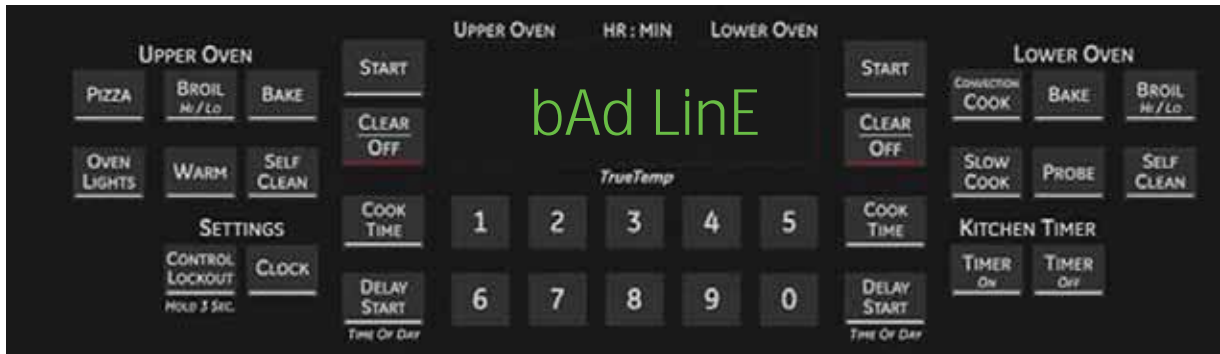 UPPER OVEN HR : MIN LOWER OVEN
bAd LinE
TrueTemp
UPPER OVEN
PIZZA
BROIL
HI / LO
BAKE
OVEN
LIGHTS
WARM
SELF
CLEAN
SETTINGS
CONTROL
LOCKOUT
HOLD 3 SEC.
CLOCK
START
CLEAR
OFF
COOK
TIME
DELAY
START
TIME OF DAY
1 2 3 4 5
6 7 8 9 0
START
CLEAR
OFF
COOK
TIME
DELAY
START
TIME OF DAY
LOWER OVEN
CONVECTION
COOK
BAKE
BROIL
HI / LO
SLOW
COOK
PROBE
SELF
CLEAN
KITCHEN TIMER
TIMER
ON
TIMER
OFF